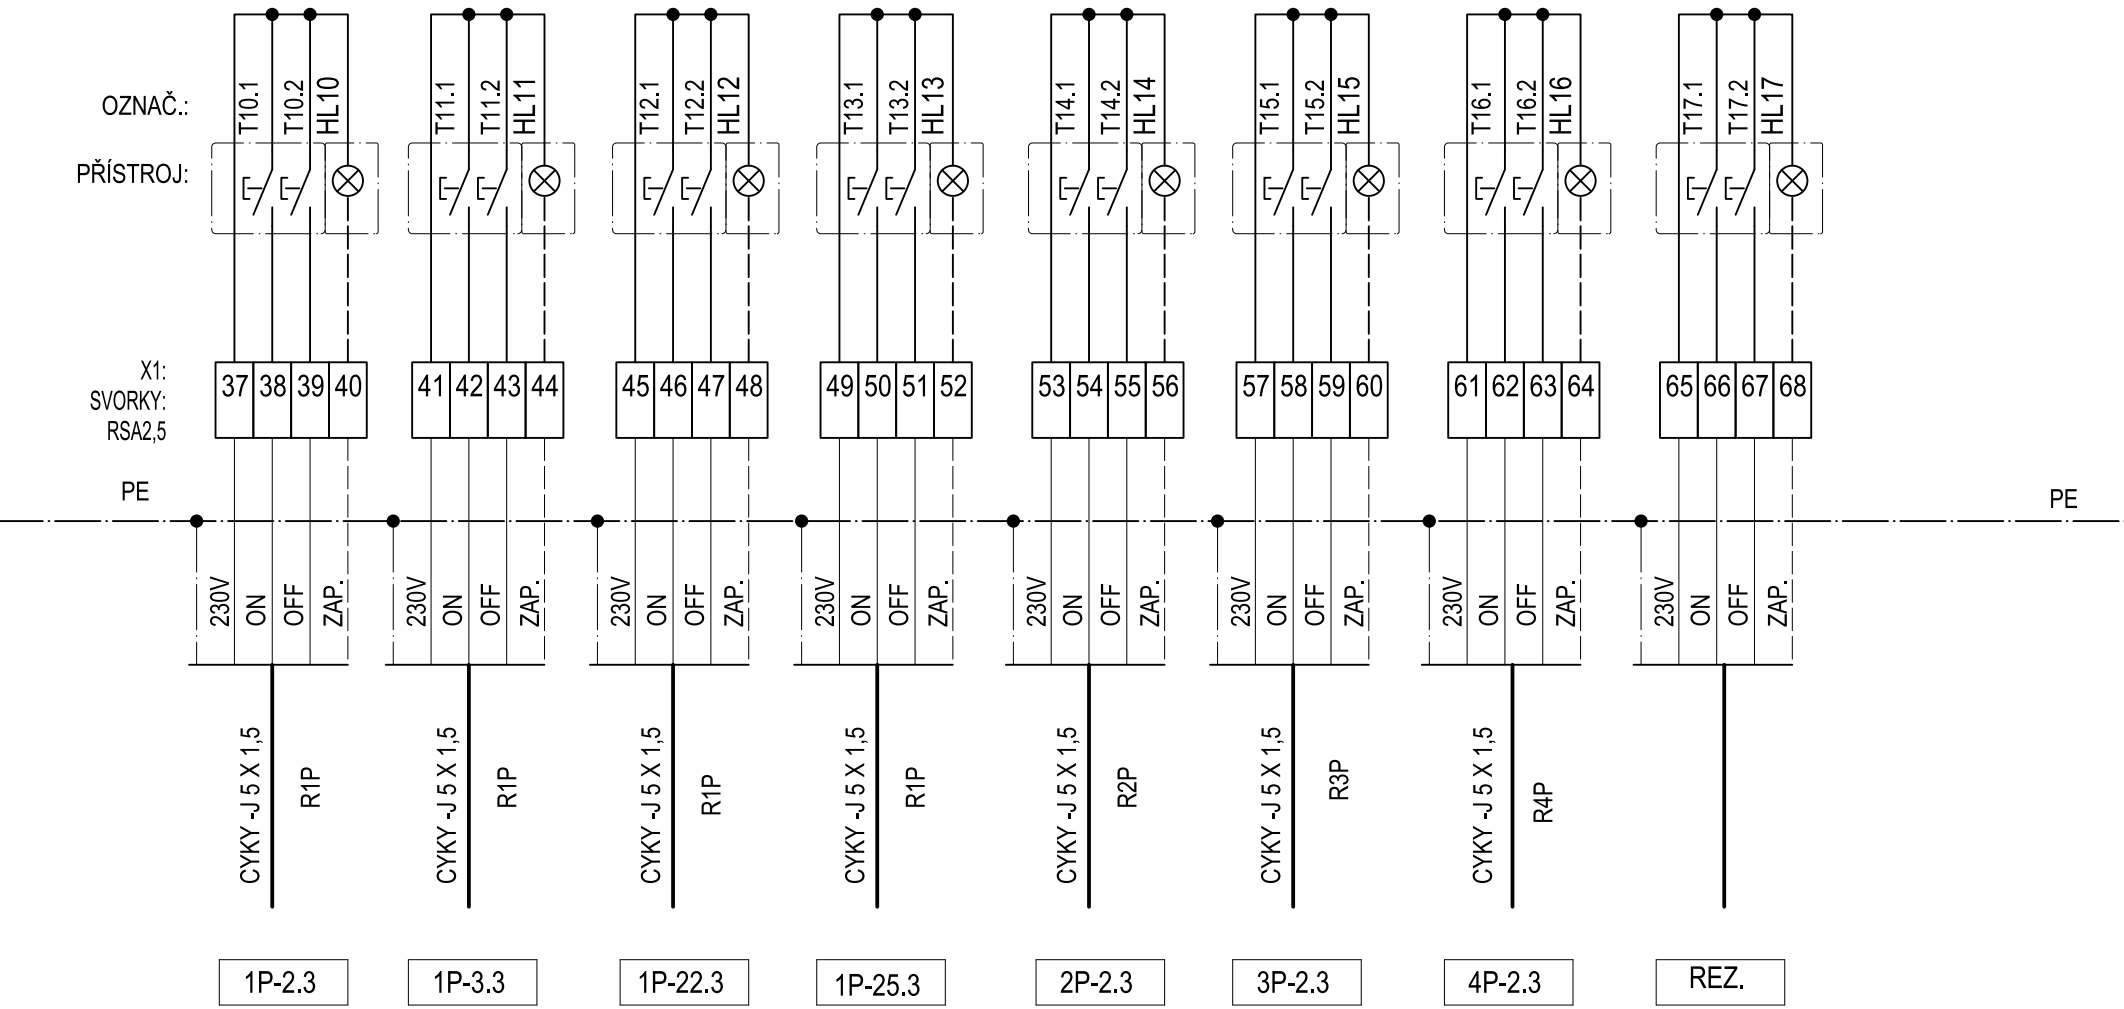 OZNAČ.: T10.1 T10.2 HL10 T11.1 T11.2 HL11 T12.1 T12.2 HL12 T13.1 T13.2 HL13 T14.1 T14.2 HL14 T15.1 T15.2 HL15 T16.1 T16.2 HL16 T17.1 T17.2 HL17
PŘÍSTROJ:
X1:
SVORKY: 37 38 39 40 41 42 43 44 45 46 47 48 49 50 51 52 53 54 55 56 57 58 59 60 61 62 63 64 65 66 67 68
RSA2,5
PE PE
230V ON OFF ZAP. 230V ON OFF ZAP. 230V ON OFF ZAP. 230V ON OFF ZAP. 230V ON OFF ZAP. 230V ON OFF ZAP. 230V ON OFF ZAP. 230V ON OFF ZAP.
CYKY -J 5 X 1,5 R1P CYKY -J 5 X 1,5 R1P CYKY -J 5 X 1,5 R1P CYKY -J 5 X 1,5 R1P CYKY -J 5 X 1,5 R2P CYKY -J 5 X 1,5 R3P CYKY -J 5 X 1,5 R4P
1P-2.3 1P-3.3 1P-22.3 1P-25.3 2P-2.3 3P-2.3 4P-2.3 REZ.